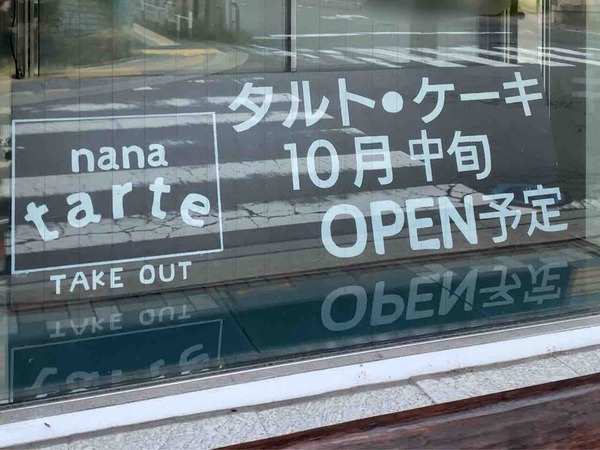 nana
tarte
TAKE OUT
タルト・ケーキ
10月中旬
OPEN予定